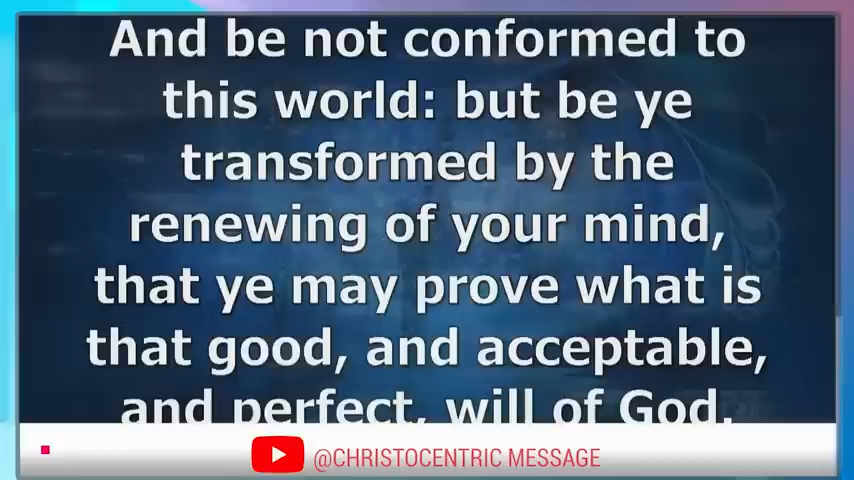 And be not conformed to
this world: but be ye
transformed by the
renewing of your mind,
that ye may prove what is
that good, and acceptable,
and perfect, will of God.
@CHRISTOCENTRIC MESSAGE